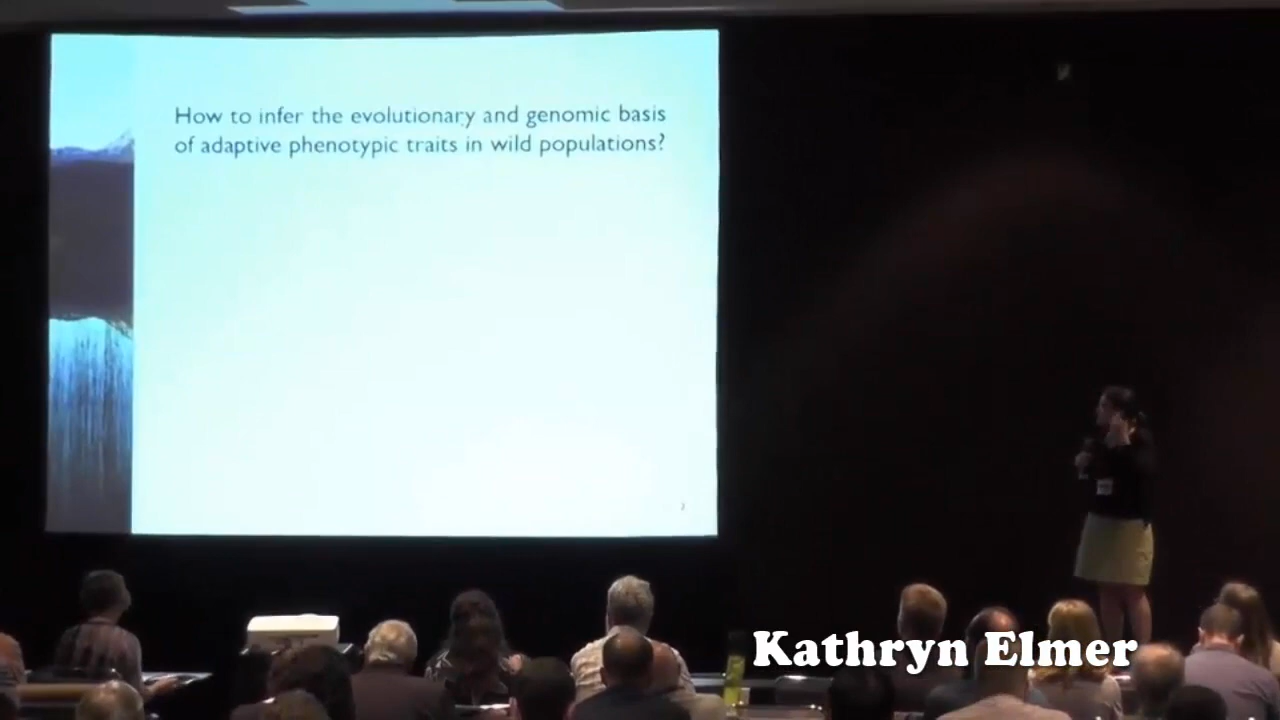 How to infer the evolutionary and genomic basis
of adaptive phenotypic traits in wild populations?
Kathryn Elmer